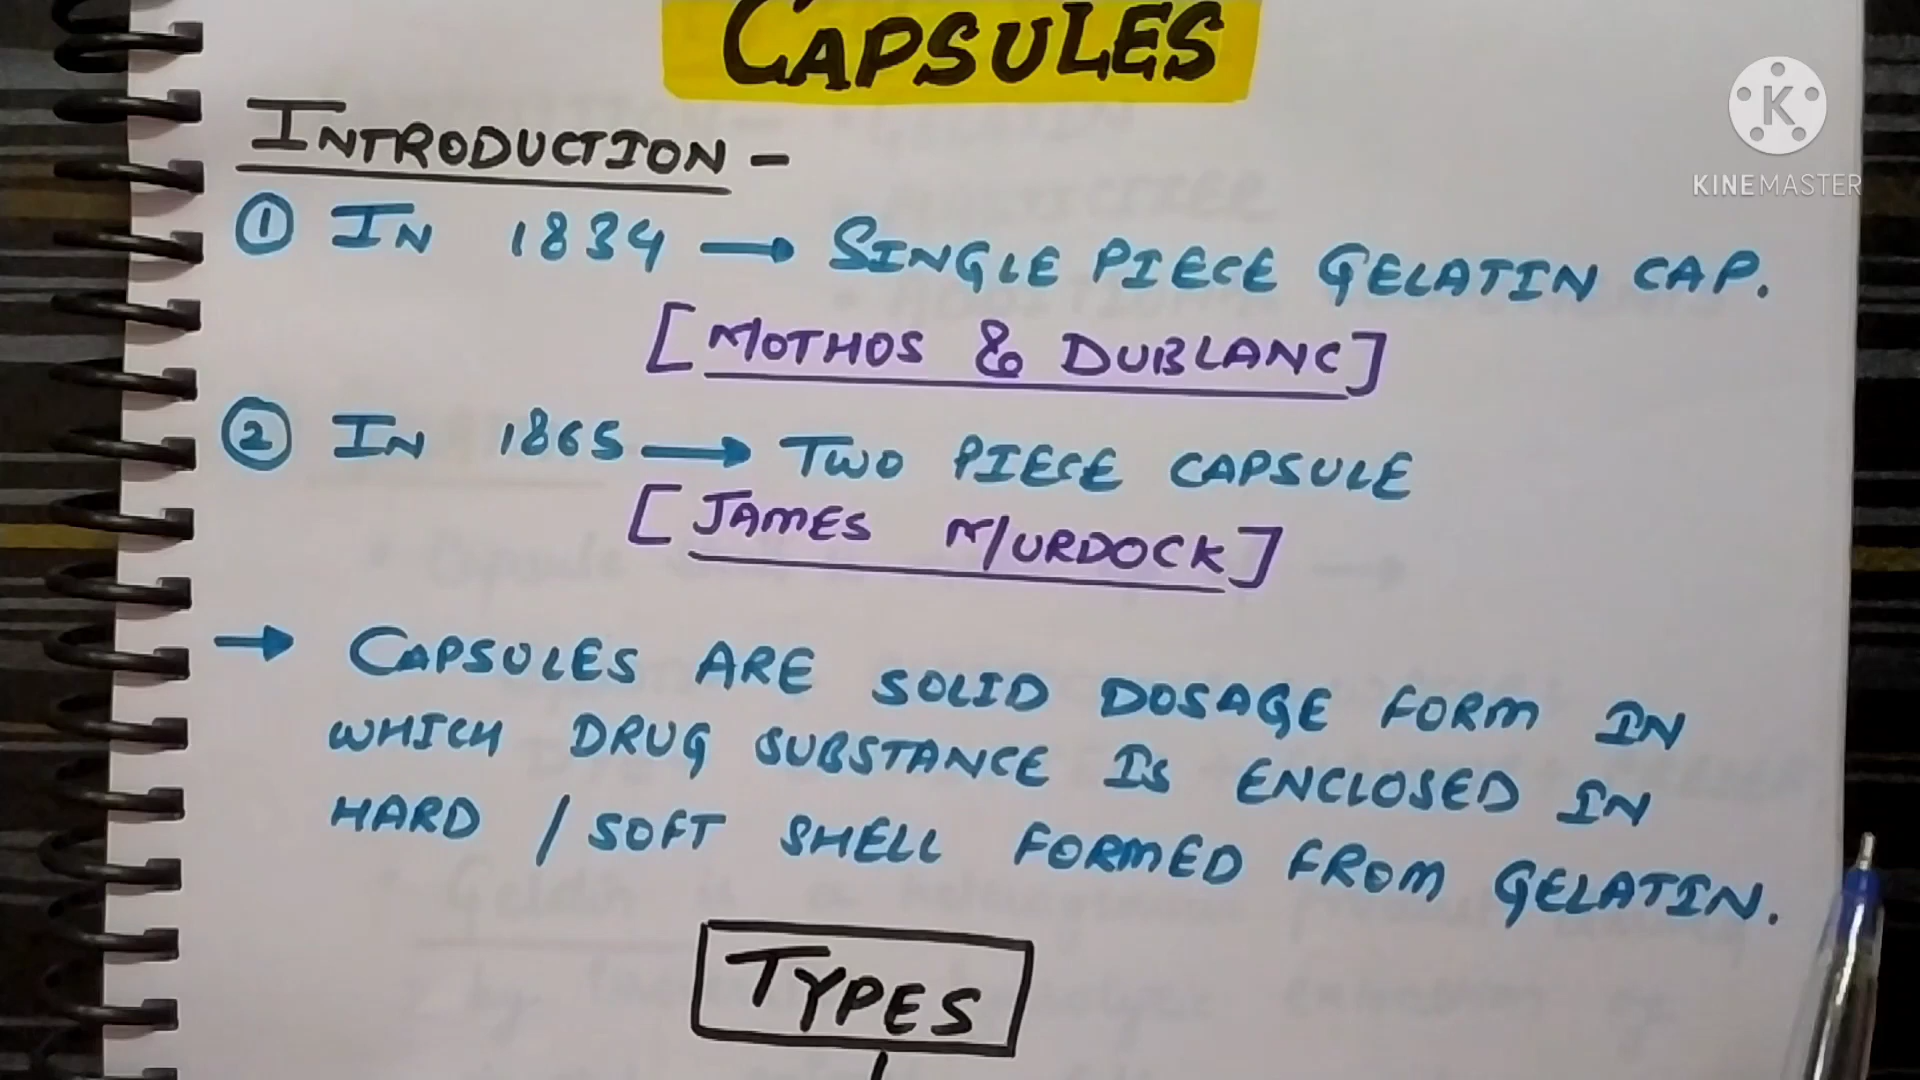 CAPSULES
INTRODUCTION -
① IN 1834 → SINGLE PIECE GELATIN CAP.
[MOTHOS & DUBLANC]
② IN 1865 → TWO PIECE CAPSULE
[JAMES MURDOCK]
→ CAPSULES ARE SOLID DOSAGE FORM IN
WHICH DRUG SUBSTANCE IS ENCLOSED IN
HARD / SOFT SHELL FORMED FROM GELATIN.
TYPES
K
KINEMASTER